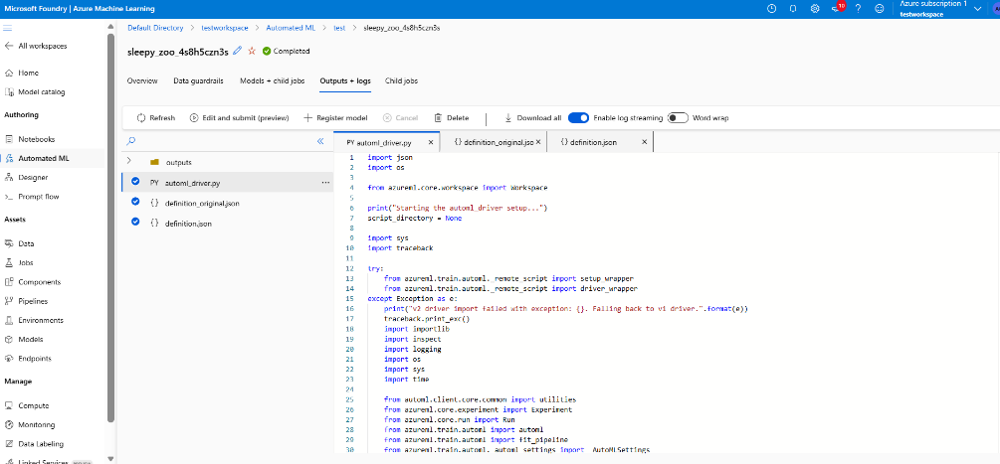 Microsoft Foundry | Azure Machine Learning
10
Azure subscription 1
testworkspace
All workspaces
Home
Model catalog
Authoring
Notebooks
Automated ML
Designer
Prompt flow
Assets
Data
Jobs
Components
Pipelines
Environments
Models
Endpoints
Manage
Compute
Monitoring
Data Labeling
Linked Services
Default Directory > testworkspace > Automated ML > test > sleepy_zoo_4s8h5czn3s
sleepy_zoo_4s8h5czn3s Completed
Overview Data guardrails Models + child jobs Outputs + logs Child jobs
Refresh Edit and submit (preview) Register model Cancel Delete Download all Enable log streaming Word wrap
outputs
PY automl_driver.py ...
{} definition_original.json
{} definition.json
PY automl_driver.py × {} definition_original.jso × {} definition.json ×
1 import json
2 import os
3
4 from azureml.core.workspace import Workspace
5
6 print("Starting the automl_driver setup...")
7 script_directory = None
8
9 import sys
10 import traceback
11
12 try:
13     from azureml.train.automl._remote_script import setup_wrapper
14     from azureml.train.automl._remote_script import driver_wrapper
15 except Exception as e:
16     print("v2 driver import failed with exception: {}. Falling back to v1 driver.".format(e))
17     traceback.print_exc()
18     import importlib
19     import inspect
20     import logging
21     import os
22     import sys
23     import time
24
25     from automl.client.core.common import utilities
26     from azureml.core.experiment import Experiment
27     from azureml.core.run import Run
28     from azureml.train.automl import automl
29     from azureml.train.automl import fit_pipeline
30     from azureml.train.automl._automl_settings import _AutoMLSettings